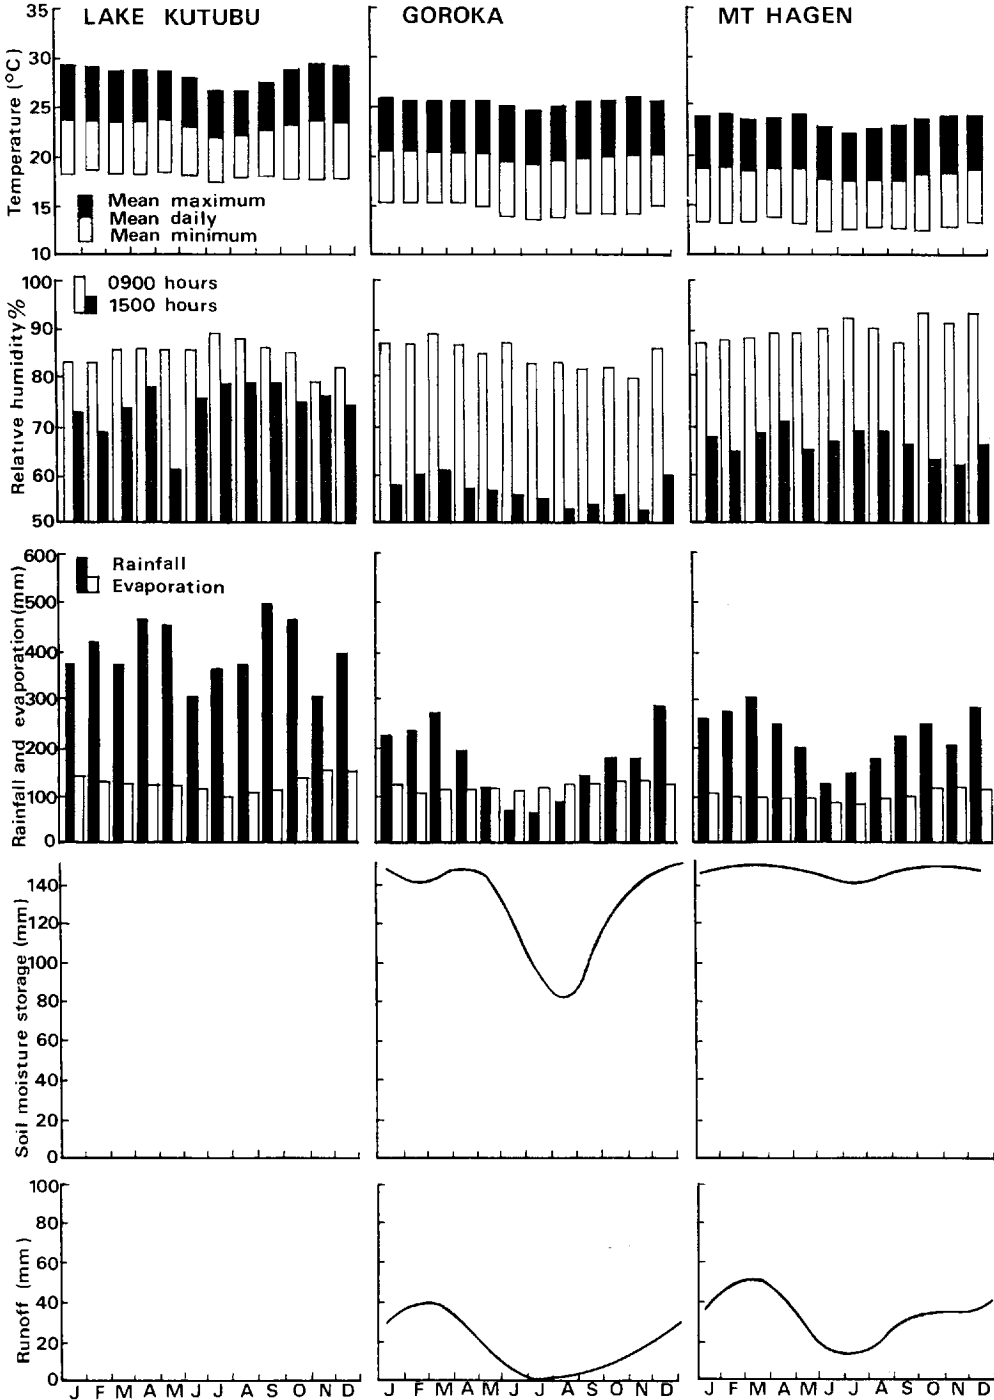 LAKE KUTUBU
GOROKA
MT HAGEN
Temperature (°C)
35
30
25
20
15
10
Mean maximum
Mean daily
Mean minimum
Relative humidity %
100
90
80
70
60
50
0900 hours
1500 hours
Rainfall and evaporation (mm)
600
500
400
300
200
100
0
Rainfall
Evaporation
Soil moisture storage (mm)
140
120
100
80
60
40
20
0
Runoff (mm)
100
80
60
40
20
0
J F M A M J J A S O N D
J F M A M J J A S O N D
J F M A M J J A S O N D